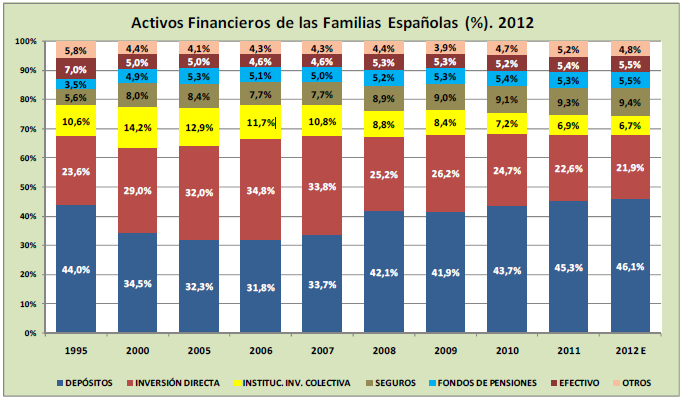 Activos Financieros de las Familias Españolas (%). 2012
100%
90%
80%
70%
60%
50%
40%
30%
20%
10%
0%
5,8% 4,4% 4,1% 4,3% 4,3% 4,4% 3,9% 4,7% 5,2% 4,8%
7,0% 5,0% 5,0% 4,6% 4,6% 5,3% 5,3% 5,2% 5,4% 5,5%
3,5% 4,9% 5,3% 5,1% 5,0% 5,2% 5,3% 5,4% 5,3% 5,5%
5,6% 8,0% 8,4% 7,7% 7,7% 8,9% 9,0% 9,1% 9,3% 9,4%
10,6% 14,2% 12,9% 11,7% 10,8% 8,8% 8,4% 7,2% 6,9% 6,7%
23,6% 29,0% 32,0% 34,8% 33,8% 25,2% 26,2% 24,7% 22,6% 21,9%
44,0% 34,5% 32,3% 31,8% 33,7% 42,1% 41,9% 43,7% 45,3% 46,1%
1995 2000 2005 2006 2007 2008 2009 2010 2011 2012 E
DEPÓSITOS INVERSIÓN DIRECTA INSTITUC. INV. COLECTIVA SEGUROS FONDOS DE PENSIONES EFECTIVO OTROS